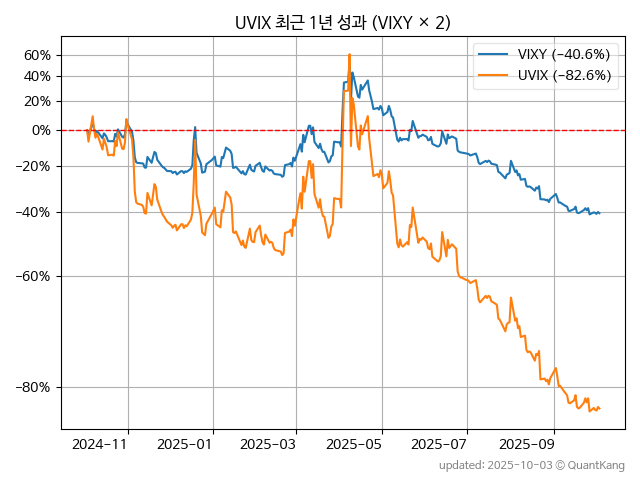 UVIX 최근 1년 성과 (VIXY × 2)
VIXY (−40.6%)
UVIX (−82.6%)
60%
40%
20%
0%
−20%
−40%
−60%
−80%
2024-11 2025-01 2025-03 2025-05 2025-07 2025-09
updated: 2025-10-03 © QuantKang